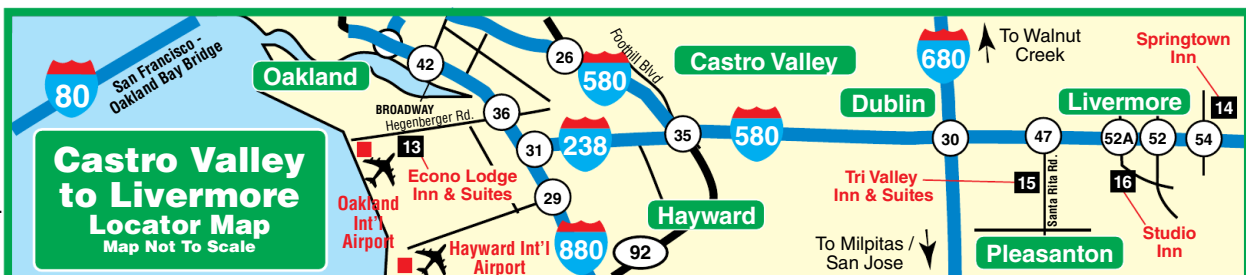 San Francisco -
Oakland Bay Bridge
80
Oakland
42
26
580
Foothill Blvd
Castro Valley
680
To Walnut
Creek
Springtown
Inn
14
BROADWAY
Hegenberger Rd.
36
31
238
35
580
Dublin
30
47
Livermore
52A
52
54
Castro Valley
to Livermore
Locator Map
Map Not To Scale
13
Econo Lodge
Inn & Suites
Oakland
Int'l
Airport
29
880
Hayward Int'l
Airport
92
Hayward
Tri Valley
Inn & Suites
15
Santa Rita Rd.
16
Studio
Inn
To Milpitas /
San Jose
Pleasanton